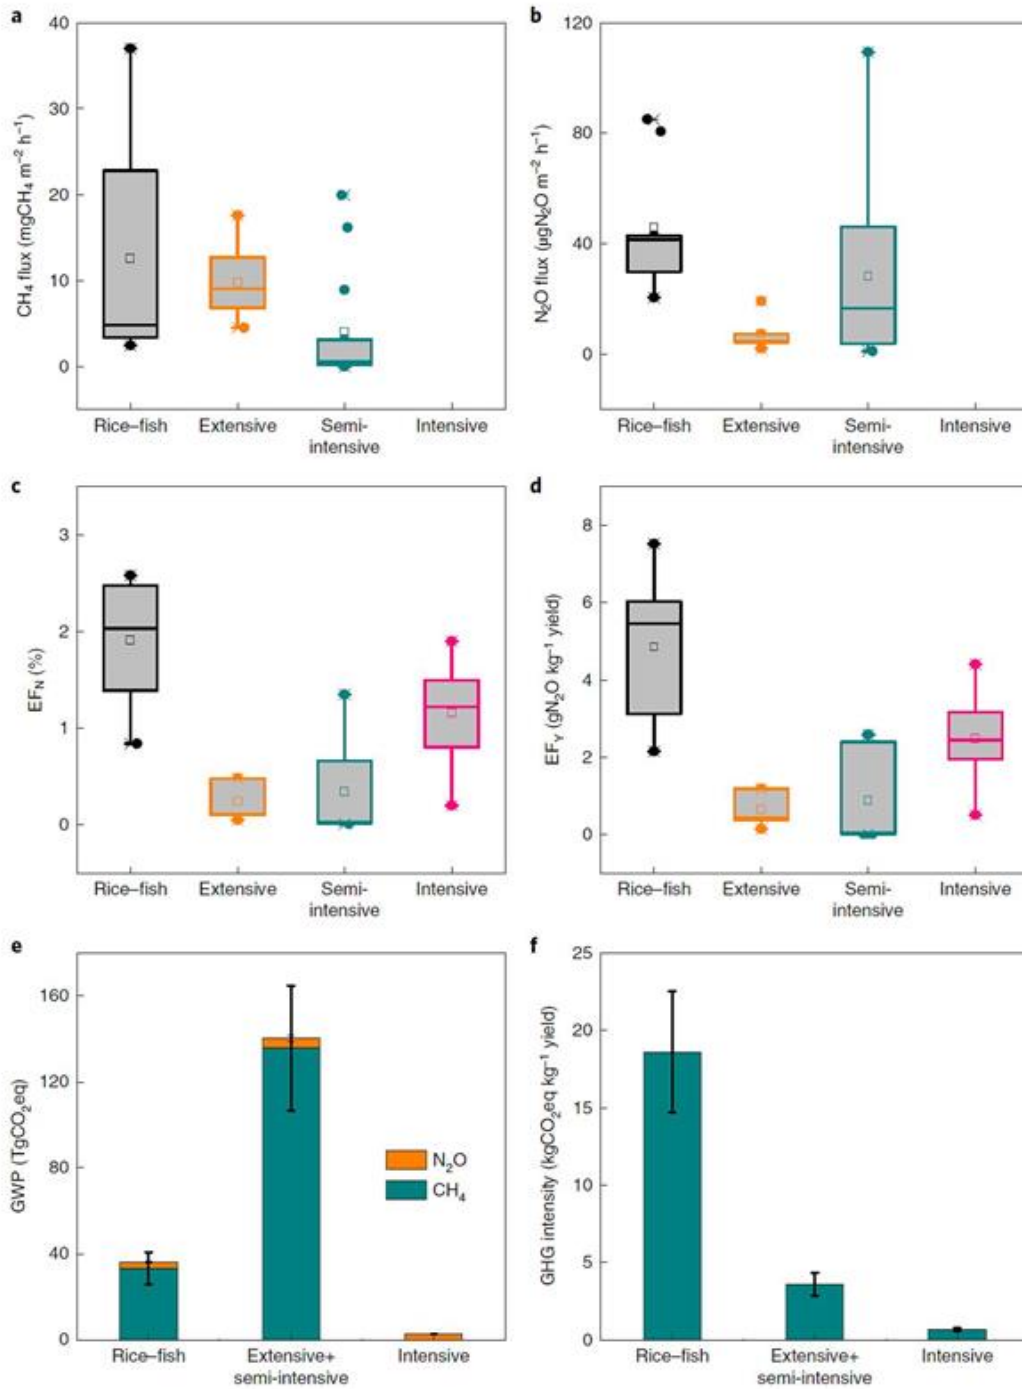 a
CH₄ flux (mgCH₄ m⁻² h⁻¹)
40
30
20
10
0
Rice–fish Extensive Semi-intensive Intensive
b
N₂O flux (µgN₂O m⁻² h⁻¹)
120
80
40
0
Rice–fish Extensive Semi-intensive Intensive
c
EF_N (%)
3
2
1
0
Rice–fish Extensive Semi-intensive Intensive
d
EF_Y (gN₂O kg⁻¹ yield)
8
6
4
2
0
Rice–fish Extensive Semi-intensive Intensive
e
GWP (TgCO₂eq)
160
120
80
40
0
N₂O
CH₄
Rice–fish Extensive+ semi-intensive Intensive
f
GHG intensity (kgCO₂eq kg⁻¹ yield)
25
20
15
10
5
0
Rice–fish Extensive+ semi-intensive Intensive